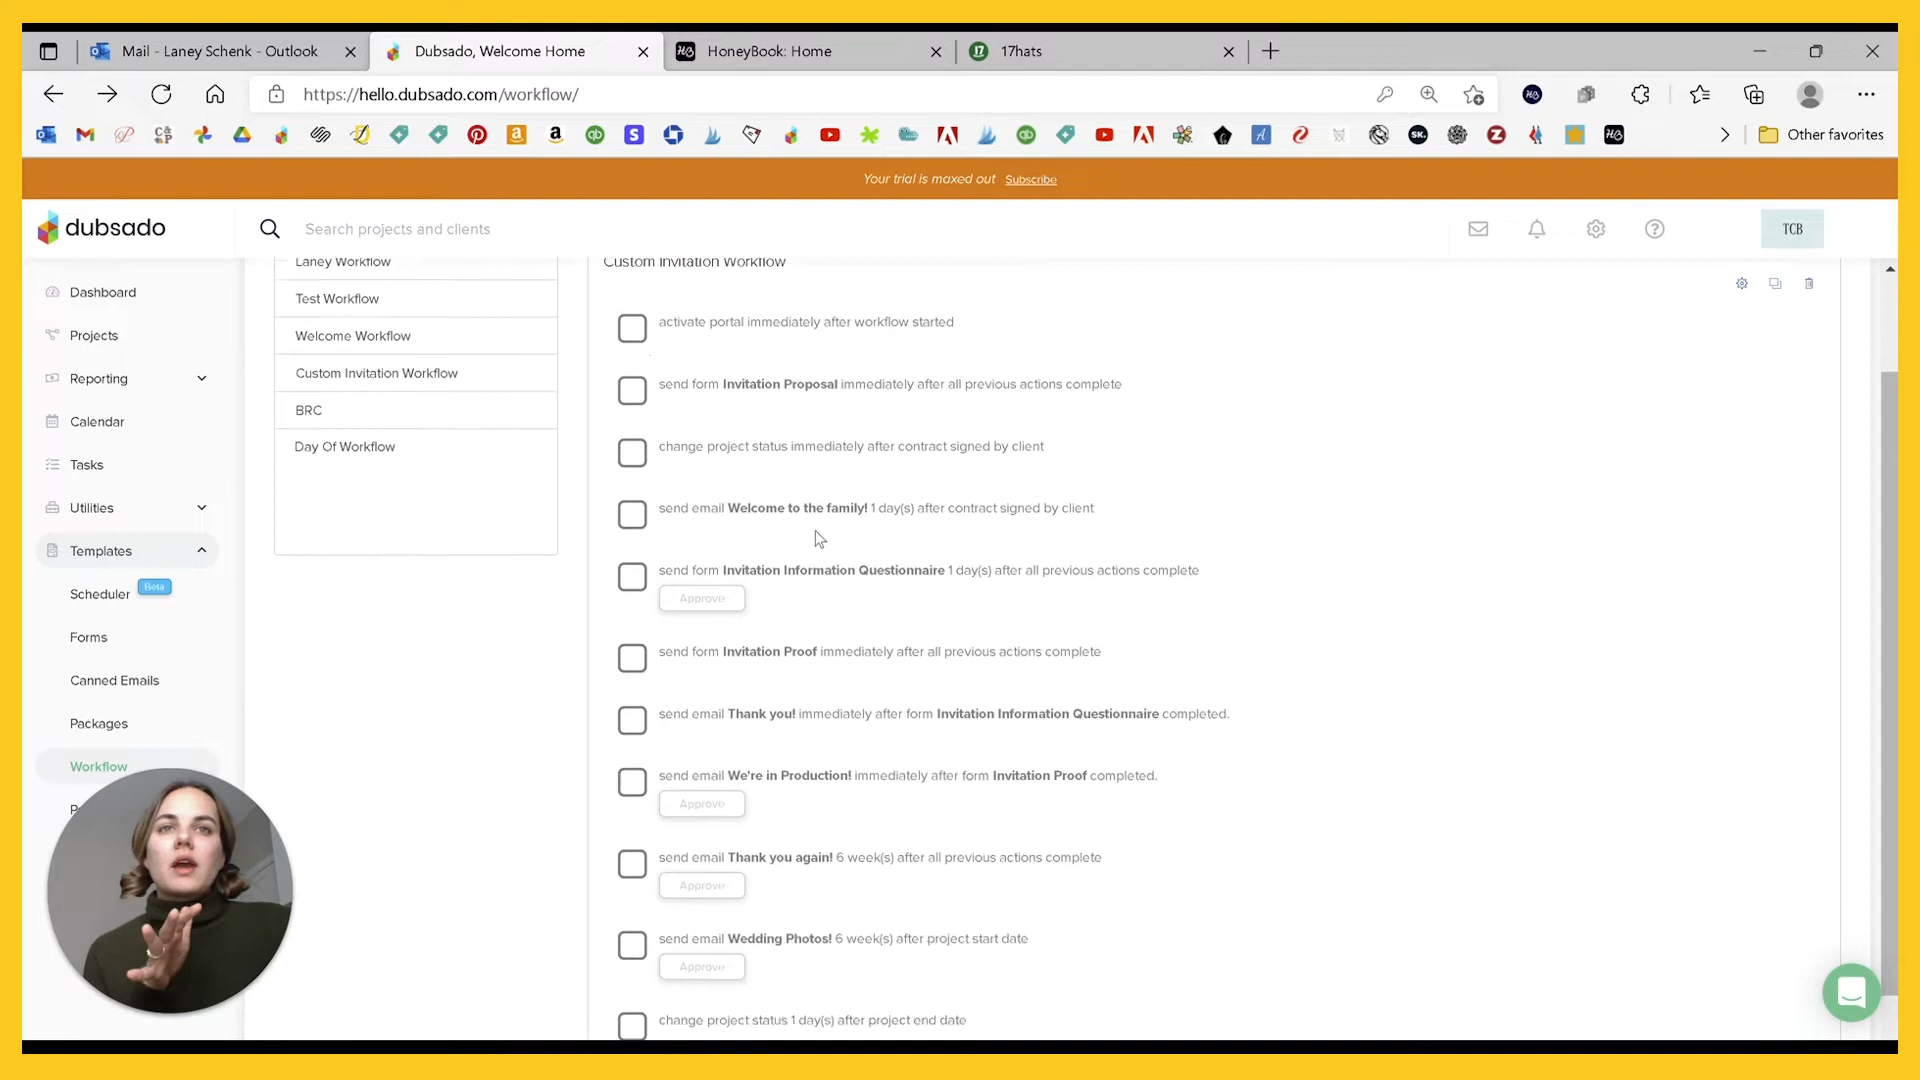 Mail - Laney Schenk - Outlook
Dubsado, Welcome Home
HoneyBook: Home
17hats
https://hello.dubsado.com/workflow/
Other favorites
Your trial is maxed out Subscribe
dubsado
Search projects and clients
TCB
Dashboard
Projects
Reporting
Calendar
Tasks
Utilities
Templates
Scheduler Beta
Forms
Canned Emails
Packages
Workflow
Laney Workflow
Test Workflow
Welcome Workflow
Custom Invitation Workflow
BRC
Day Of Workflow
Custom Invitation Workflow
activate portal immediately after workflow started
send form Invitation Proposal immediately after all previous actions complete
change project status immediately after contract signed by client
send email Welcome to the family! 1 day(s) after contract signed by client
send form Invitation Information Questionnaire 1 day(s) after all previous actions complete
Approve
send form Invitation Proof immediately after all previous actions complete
send email Thank you! immediately after form Invitation Information Questionnaire completed.
send email We're in Production! immediately after form Invitation Proof completed.
Approve
send email Thank you again! 6 week(s) after all previous actions complete
Approve
send email Wedding Photos! 6 week(s) after project start date
Approve
change project status 1 day(s) after project end date